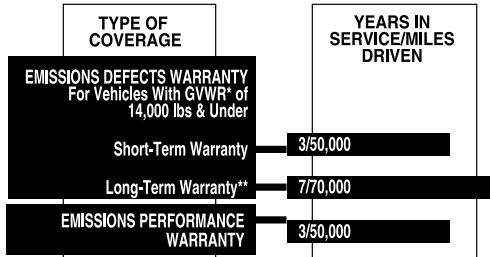 TYPE OF
COVERAGE
YEARS IN
SERVICE/MILES
DRIVEN
EMISSIONS DEFECTS WARRANTY
For Vehicles With GVWR* of
14,000 lbs & Under
Short-Term Warranty
3/50,000
Long-Term Warranty**
7/70,000
EMISSIONS PERFORMANCE
WARRANTY
3/50,000